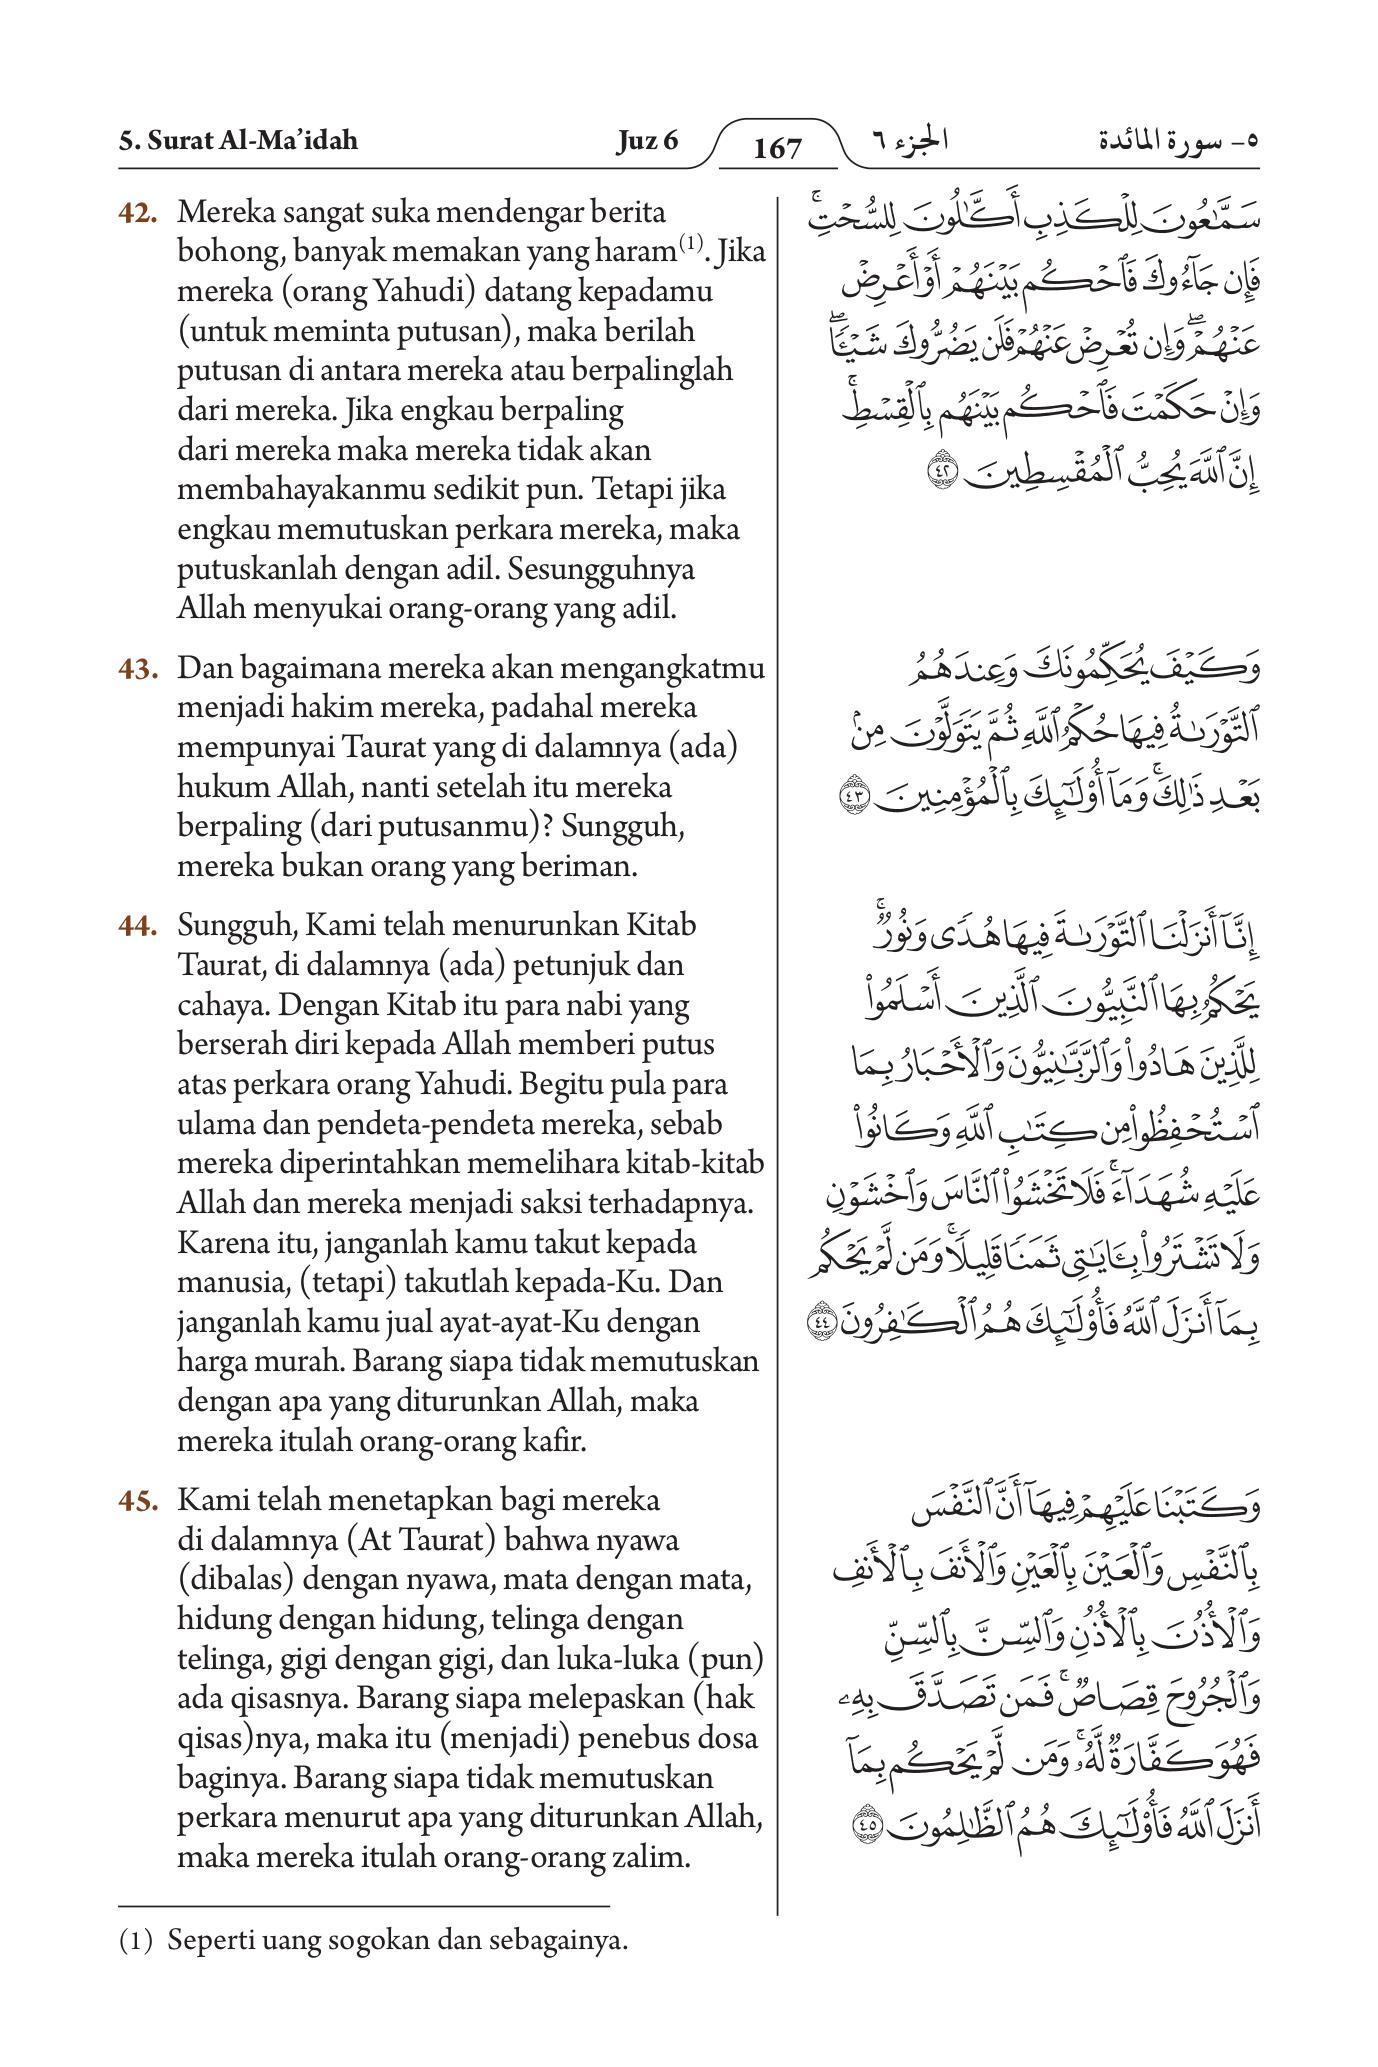 5. Surat Al-Ma’idah
Juz 6
167
الجزء ٦
٥- سورة المائدة
42. Mereka sangat suka mendengar berita
bohong, banyak memakan yang haram(1). Jika
mereka (orang Yahudi) datang kepadamu
(untuk meminta putusan), maka berilah
putusan di antara mereka atau berpalinglah
dari mereka. Jika engkau berpaling
dari mereka maka mereka tidak akan
membahayakanmu sedikit pun. Tetapi jika
engkau memutuskan perkara mereka, maka
putuskanlah dengan adil. Sesungguhnya
Allah menyukai orang-orang yang adil.
43. Dan bagaimana mereka akan mengangkatmu
menjadi hakim mereka, padahal mereka
mempunyai Taurat yang di dalamnya (ada)
hukum Allah, nanti setelah itu mereka
berpaling (dari putusanmu)? Sungguh,
mereka bukan orang yang beriman.
44. Sungguh, Kami telah menurunkan Kitab
Taurat, di dalamnya (ada) petunjuk dan
cahaya. Dengan Kitab itu para nabi yang
berserah diri kepada Allah memberi putus
atas perkara orang Yahudi. Begitu pula para
ulama dan pendeta-pendeta mereka, sebab
mereka diperintahkan memelihara kitab-kitab
Allah dan mereka menjadi saksi terhadapnya.
Karena itu, janganlah kamu takut kepada
manusia, (tetapi) takutlah kepada-Ku. Dan
janganlah kamu jual ayat-ayat-Ku dengan
harga murah. Barang siapa tidak memutuskan
dengan apa yang diturunkan Allah, maka
mereka itulah orang-orang kafir.
45. Kami telah menetapkan bagi mereka
di dalamnya (At Taurat) bahwa nyawa
(dibalas) dengan nyawa, mata dengan mata,
hidung dengan hidung, telinga dengan
telinga, gigi dengan gigi, dan luka-luka (pun)
ada qisasnya. Barang siapa melepaskan (hak
qisas)nya, maka itu (menjadi) penebus dosa
baginya. Barang siapa tidak memutuskan
perkara menurut apa yang diturunkan Allah,
maka mereka itulah orang-orang zalim.
(1) Seperti uang sogokan dan sebagainya.
سَمَّٰعُونَ لِلۡكَذِبِ أَكَّٰلُونَ لِلسُّحۡتِۚ
فَإِن جَآءُوكَ فَٱحۡكُم بَيۡنَهُمۡ أَوۡ أَعۡرِضۡ
عَنۡهُمۡۖ وَإِن تُعۡرِضۡ عَنۡهُمۡ فَلَن يَضُرُّوكَ شَيۡـٔٗاۖ
وَإِنۡ حَكَمۡتَ فَٱحۡكُم بَيۡنَهُم بِٱلۡقِسۡطِۚ
إِنَّ ٱللَّهَ يُحِبُّ ٱلۡمُقۡسِطِينَ ٤٢
وَكَيۡفَ يُحَكِّمُونَكَ وَعِندَهُمُ
ٱلتَّوۡرَىٰةُ فِيهَا حُكۡمُ ٱللَّهِ ثُمَّ يَتَوَلَّوۡنَ مِنۢ
بَعۡدِ ذَٰلِكَۚ وَمَآ أُوْلَٰٓئِكَ بِٱلۡمُؤۡمِنِينَ ٤٣
إِنَّآ أَنزَلۡنَا ٱلتَّوۡرَىٰةَ فِيهَا هُدٗى وَنُورٞۚ
يَحۡكُمُ بِهَا ٱلنَّبِيُّونَ ٱلَّذِينَ أَسۡلَمُواْ
لِلَّذِينَ هَادُواْ وَٱلرَّبَّٰنِيُّونَ وَٱلۡأَحۡبَارُ بِمَا
ٱسۡتُحۡفِظُواْ مِن كِتَٰبِ ٱللَّهِ وَكَانُواْ
عَلَيۡهِ شُهَدَآءَۚ فَلَا تَخۡشَوُاْ ٱلنَّاسَ وَٱخۡشَوۡنِ
وَلَا تَشۡتَرُواْ بِـَٔايَٰتِي ثَمَنٗا قَلِيلٗاۚ وَمَن لَّمۡ يَحۡكُم
بِمَآ أَنزَلَ ٱللَّهُ فَأُوْلَٰٓئِكَ هُمُ ٱلۡكَٰفِرُونَ ٤٤
وَكَتَبۡنَا عَلَيۡهِمۡ فِيهَآ أَنَّ ٱلنَّفۡسَ
بِٱلنَّفۡسِ وَٱلۡعَيۡنَ بِٱلۡعَيۡنِ وَٱلۡأَنفَ بِٱلۡأَنفِ
وَٱلۡأُذُنَ بِٱلۡأُذُنِ وَٱلسِّنَّ بِٱلسِّنِّ
وَٱلۡجُرُوحَ قِصَاصٞۚ فَمَن تَصَدَّقَ بِهِۦ
فَهُوَ كَفَّارَةٞ لَّهُۥۚ وَمَن لَّمۡ يَحۡكُم بِمَآ
أَنزَلَ ٱللَّهُ فَأُوْلَٰٓئِكَ هُمُ ٱلظَّٰلِمُونَ ٤٥